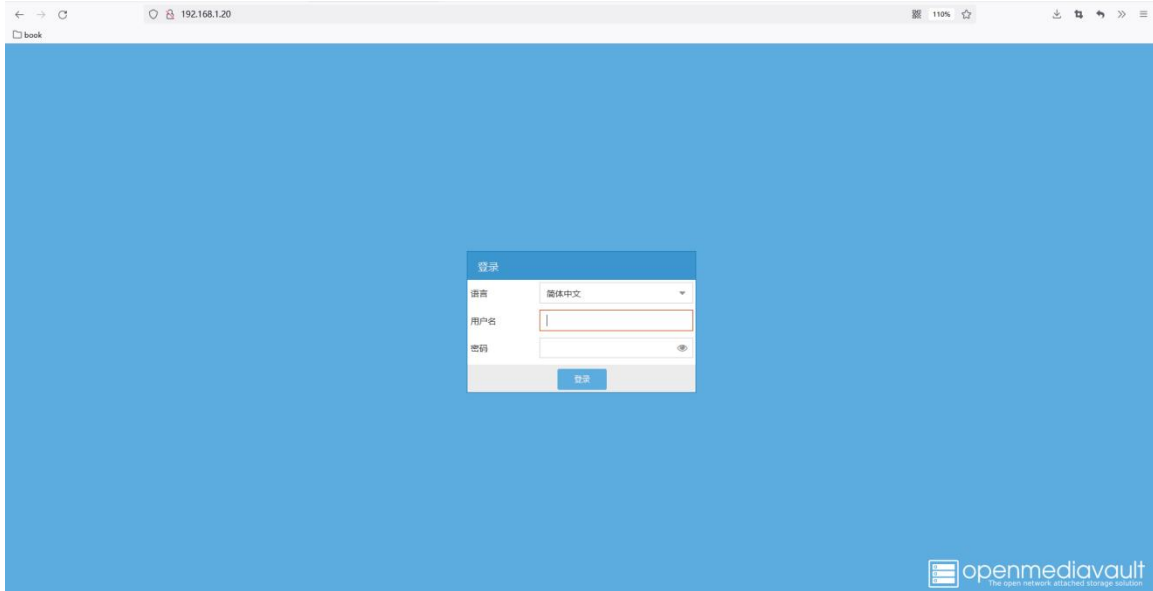 192.168.1.20
110%
book
登录
语言 简体中文
用户名
密码
登录
openmediavault
The open network attached storage solution